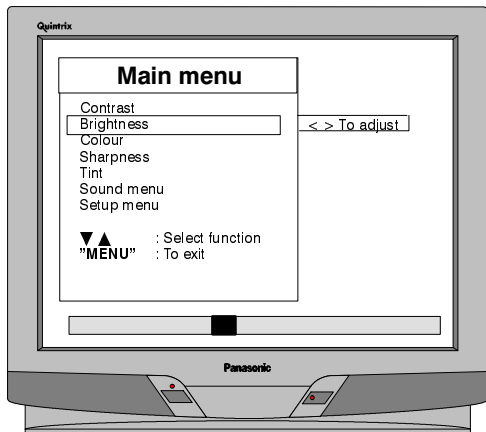 Quintrix
Main menu
Contrast
Brightness
< > To adjust
Colour
Sharpness
Tint
Sound menu
Setup menu
▼▲ : Select function
"MENU" : To exit
Panasonic